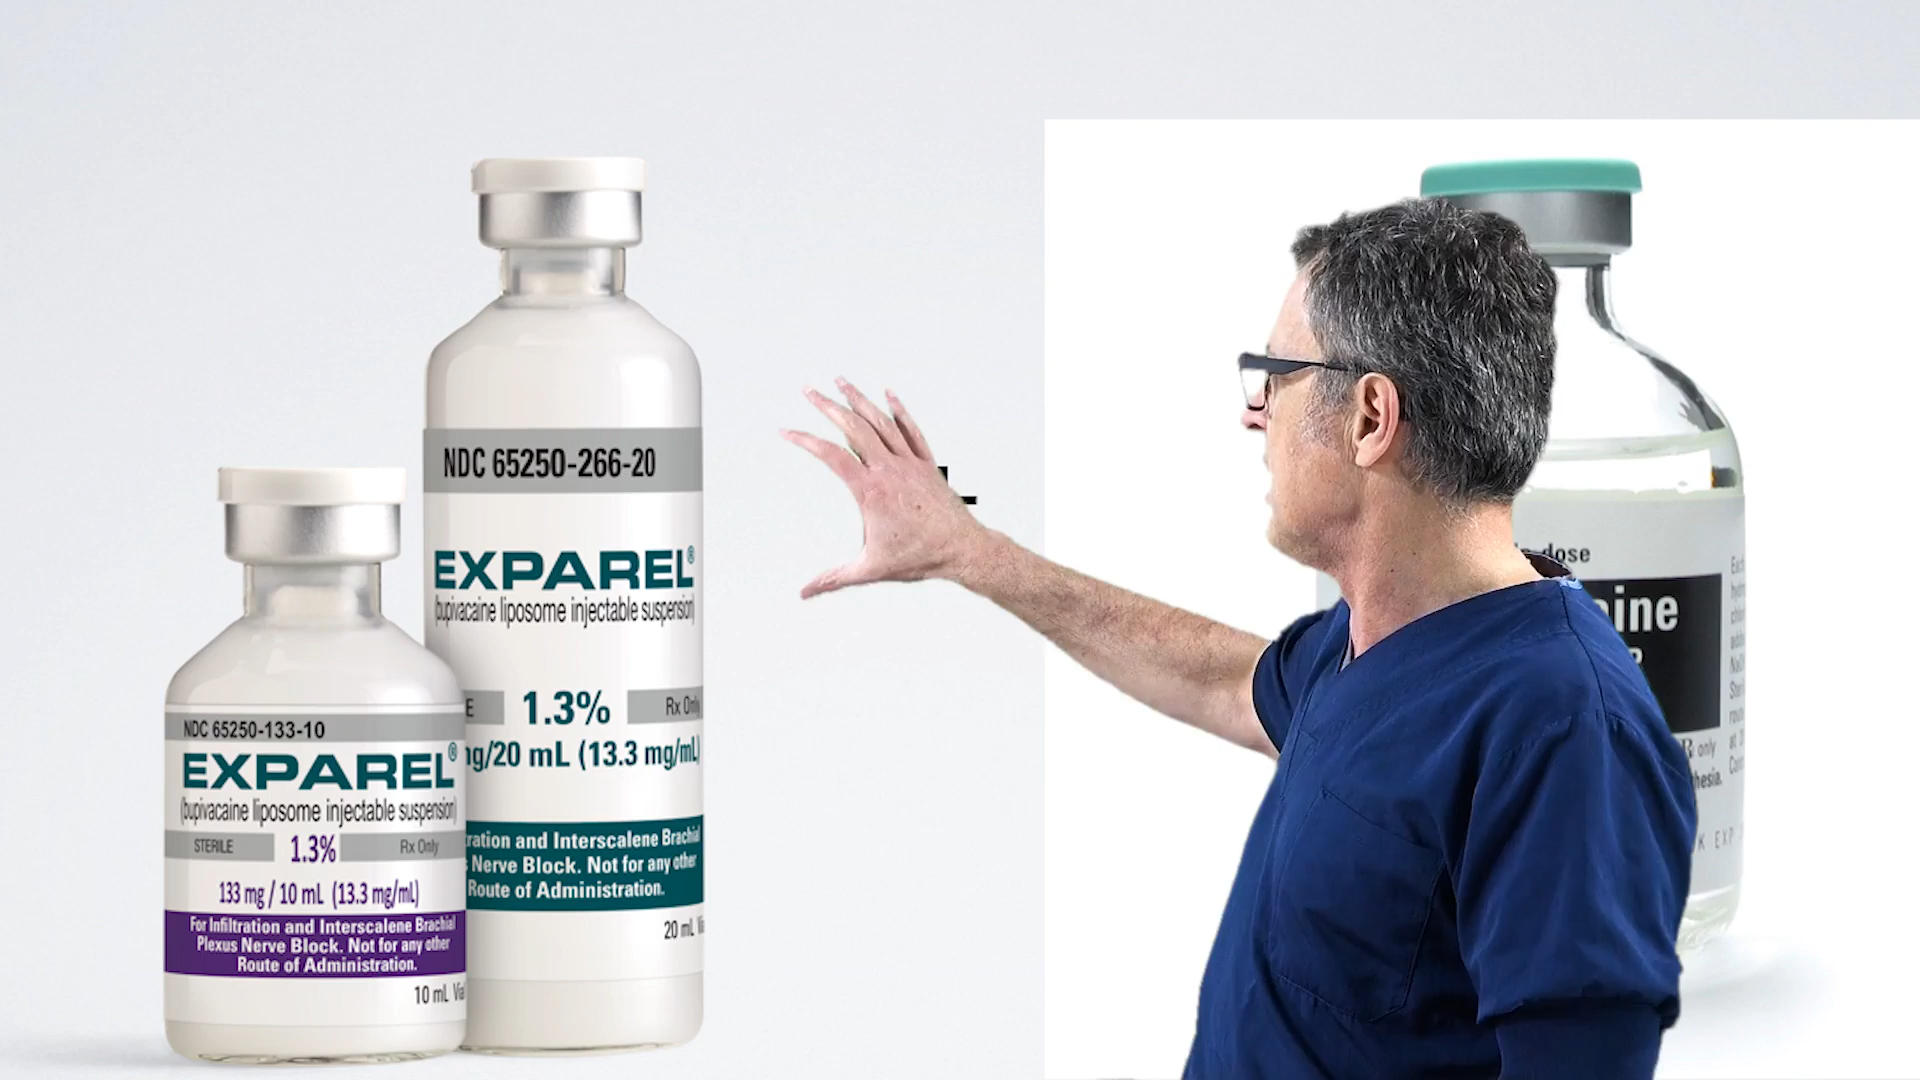 NDC 65250-133-10
EXPAREL®
(bupivacaine liposome injectable suspension)
STERILE 1.3% Rx Only
133 mg / 10 mL (13.3 mg/mL)
For Infiltration and Interscalene Brachial
Plexus Nerve Block. Not for any other
Route of Administration.
10 mL
NDC 65250-266-20
EXPAREL®
(bupivacaine liposome injectable suspension)
1.3% Rx Only
/20 mL (13.3 mg/mL)
and Interscalene Brachial
Nerve Block. Not for any other
Route of Administration.
20 mL
dose
℞ only
EXP